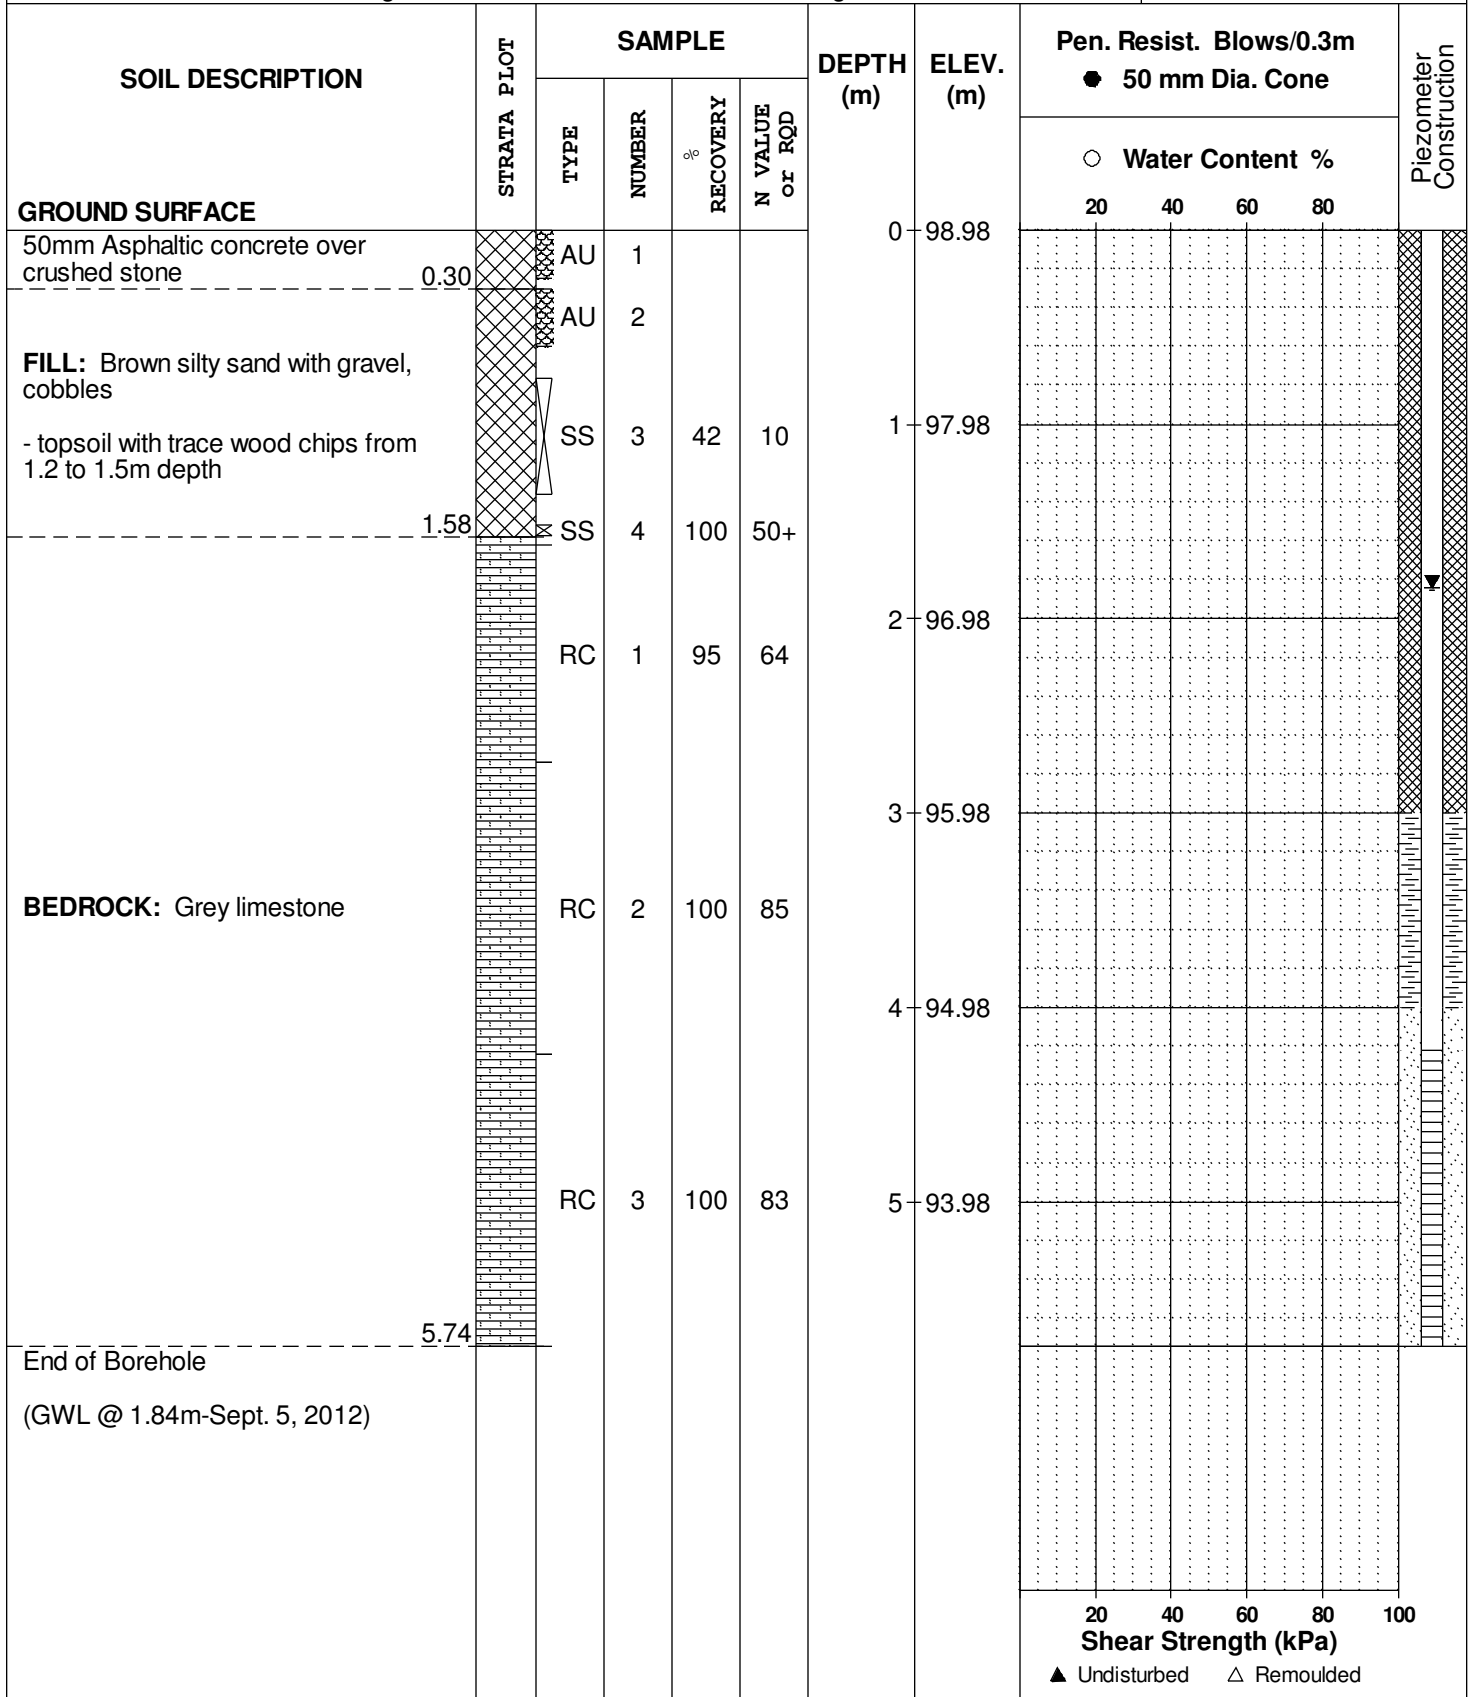 SOIL DESCRIPTION
GROUND SURFACE
STRATA PLOT
SAMPLE
TYPE
NUMBER
% RECOVERY
N VALUE or RQD
DEPTH (m)
ELEV. (m)
Pen. Resist. Blows/0.3m
● 50 mm Dia. Cone
○ Water Content %
20 40 60 80
Piezometer Construction
0 98.98
50mm Asphaltic concrete over
crushed stone 0.30
AU 1
AU 2
FILL: Brown silty sand with gravel,
cobbles
- topsoil with trace wood chips from
1.2 to 1.5m depth
SS 3 42 10
1 97.98
1.58
SS 4 100 50+
2 96.98
RC 1 95 64
3 95.98
BEDROCK: Grey limestone
RC 2 100 85
4 94.98
RC 3 100 83
5 93.98
5.74
End of Borehole
(GWL @ 1.84m-Sept. 5, 2012)
20 40 60 80 100
Shear Strength (kPa)
▲ Undisturbed △ Remoulded